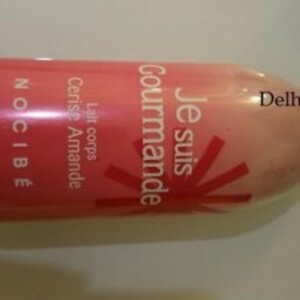 Je suis
Gourmande
Lait corps
Cerise Amande
NOCIBÉ
Delh